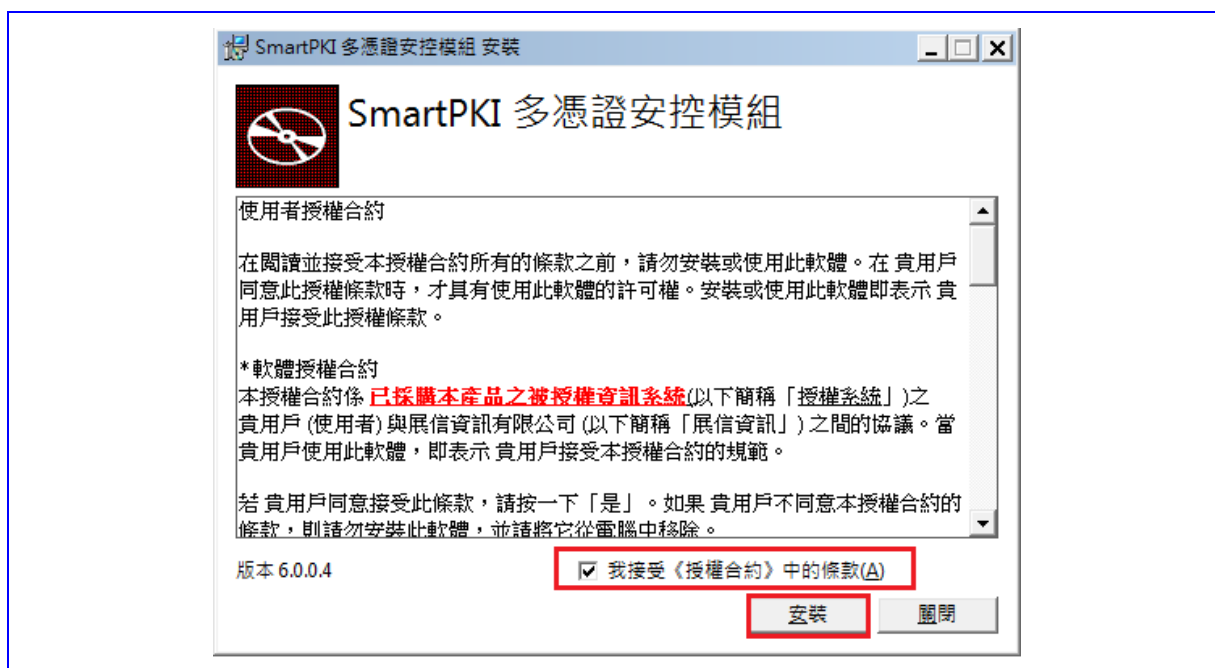 SmartPKI 多憑證安控模組 安裝
SmartPKI 多憑證安控模組
使用者授權合約
在閱讀並接受本授權合約所有的條款之前，請勿安裝或使用此軟體。在 貴用戶
同意此授權條款時，才具有使用此軟體的許可權。安裝或使用此軟體即表示 貴
用戶接受此授權條款。
*軟體授權合約
本授權合約係 已採購本產品之被授權資訊系統(以下簡稱「授權系統」)之
貴用戶 (使用者) 與展信資訊有限公司 (以下簡稱「展信資訊」) 之間的協議。當
貴用戶使用此軟體，即表示 貴用戶接受本授權合約的規範。
若 貴用戶同意接受此條款，請按一下「是」。如果 貴用戶不同意本授權合約的
條款，則請勿安裝此軟體，並請將它從電腦中移除。
版本 6.0.0.4
我接受《授權合約》中的條款(A)
安裝
關閉